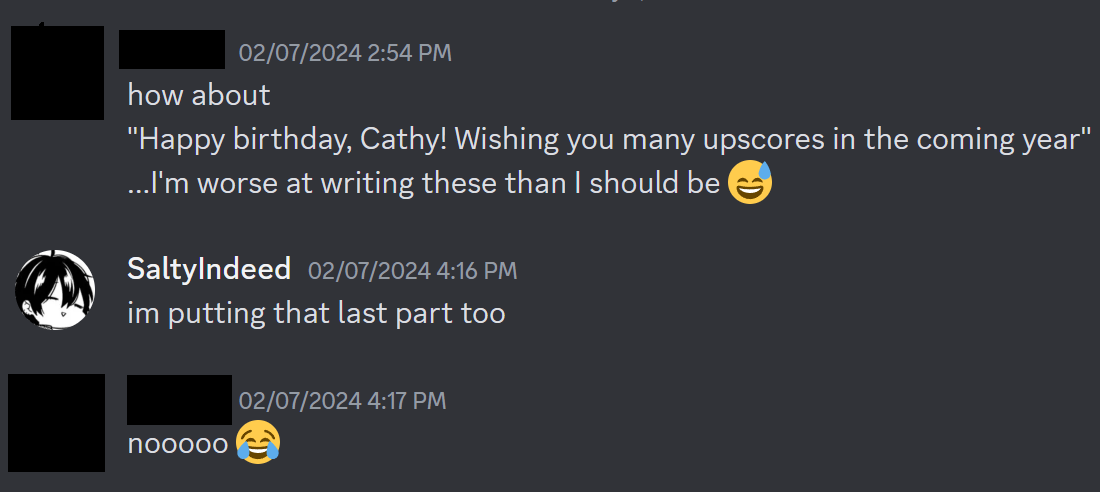 02/07/2024 2:54 PM
how about
"Happy birthday, Cathy! Wishing you many upscores in the coming year"
...I'm worse at writing these than I should be 😅
SaltyIndeed 02/07/2024 4:16 PM
im putting that last part too
02/07/2024 4:17 PM
nooooo 😂